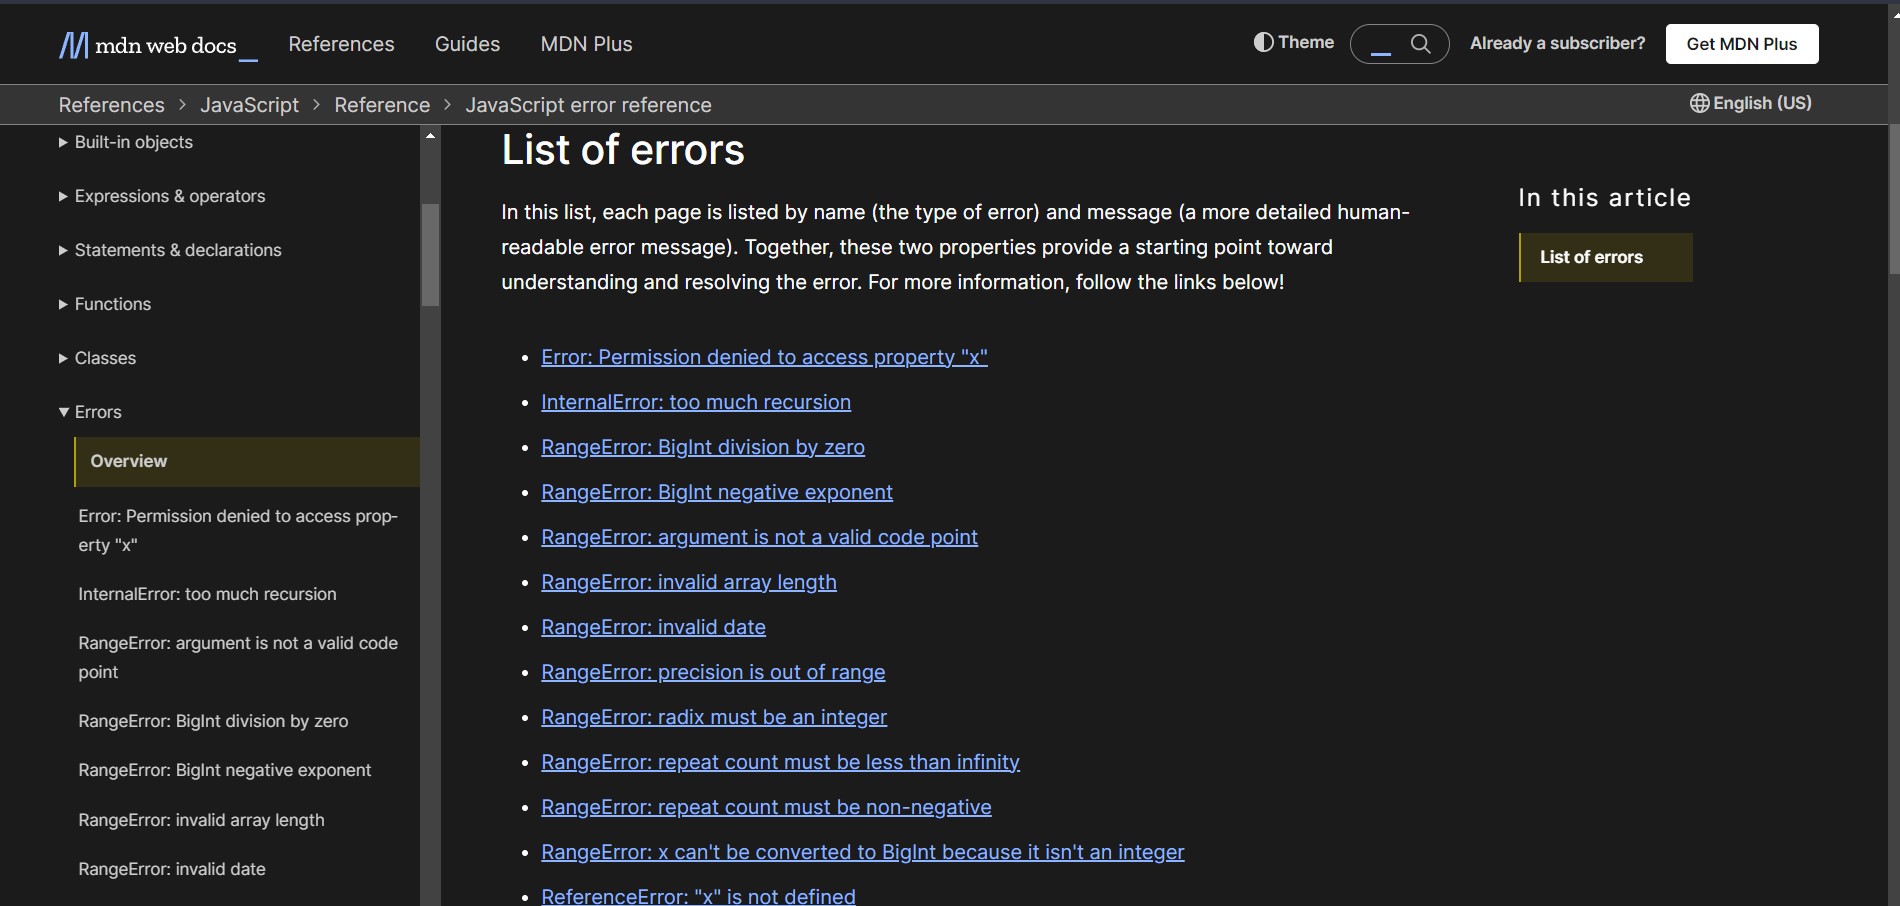 mdn web docs_
References
Guides
MDN Plus
Theme
Already a subscriber?
Get MDN Plus
References > JavaScript > Reference > JavaScript error reference
English (US)
Built-in objects
Expressions & operators
Statements & declarations
Functions
Classes
Errors
Overview
Error: Permission denied to access prop-
erty "x"
InternalError: too much recursion
RangeError: argument is not a valid code
point
RangeError: BigInt division by zero
RangeError: BigInt negative exponent
RangeError: invalid array length
RangeError: invalid date
List of errors
In this list, each page is listed by name (the type of error) and message (a more detailed human-
readable error message). Together, these two properties provide a starting point toward
understanding and resolving the error. For more information, follow the links below!
Error: Permission denied to access property "x"
InternalError: too much recursion
RangeError: BigInt division by zero
RangeError: BigInt negative exponent
RangeError: argument is not a valid code point
RangeError: invalid array length
RangeError: invalid date
RangeError: precision is out of range
RangeError: radix must be an integer
RangeError: repeat count must be less than infinity
RangeError: repeat count must be non-negative
RangeError: x can't be converted to BigInt because it isn't an integer
ReferenceError: "x" is not defined
In this article
List of errors